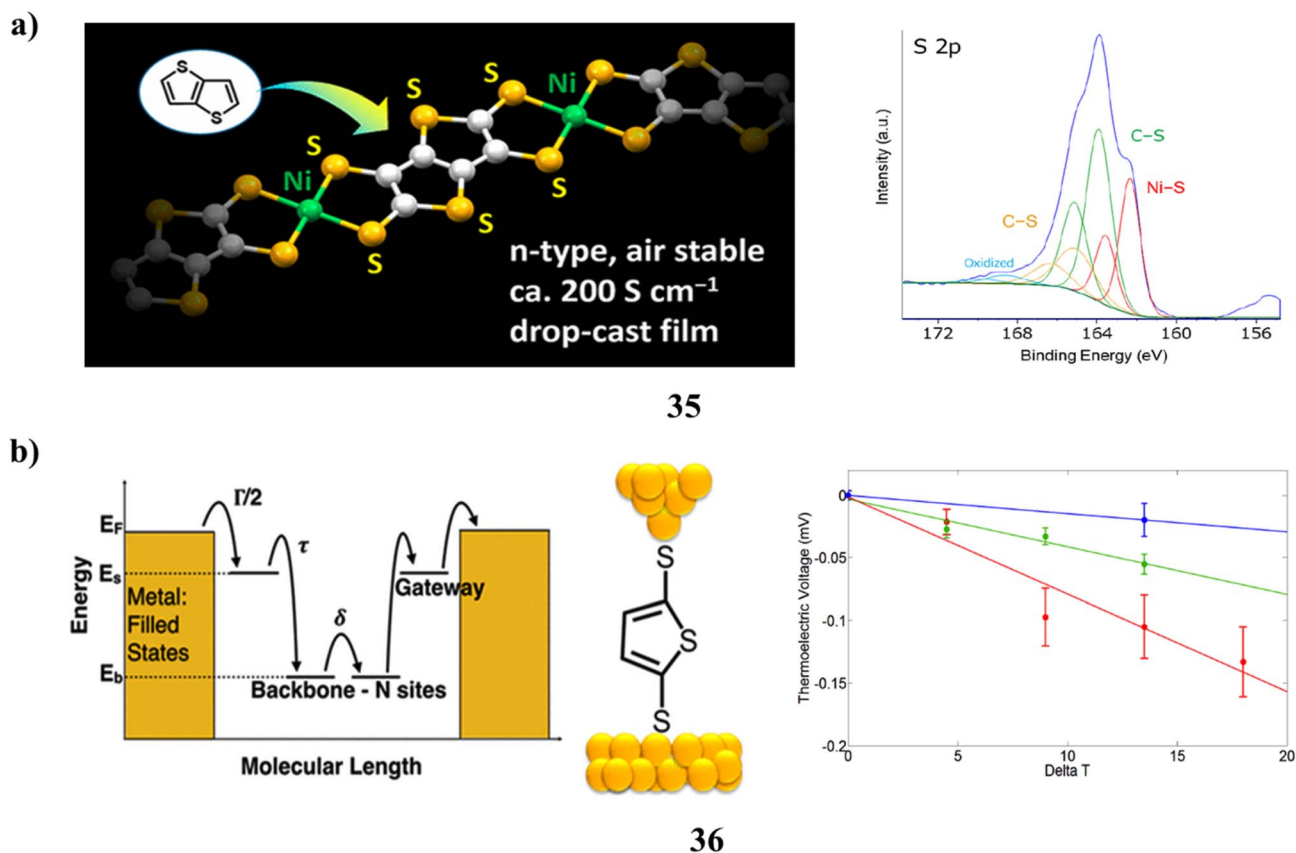 a)
S
S
S
S
Ni
S
Ni
S
S
S
S
n-type, air stable
ca. 200 S cm⁻¹
drop-cast film
S 2p
Intensity (a.u.)
C–S
Ni–S
C–S
Oxidized
172 168 164 160 156
Binding Energy (eV)
35
b)
Energy
E_F
E_s
E_b
Γ/2
τ
δ
Metal:
Filled
States
Gateway
Backbone - N sites
Molecular Length
S
S
S
Thermoelectric Voltage (mV)
0
-0.05
-0.1
-0.15
-0.2
0 5 10 15 20
Delta T
36